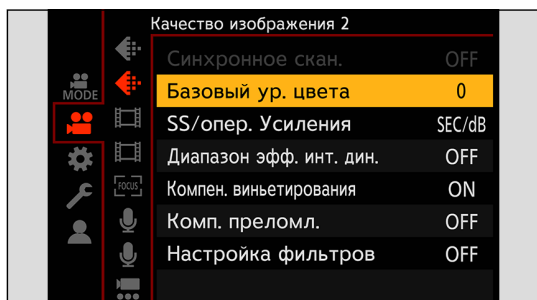 Качество изображения 2
Синхронное скан. OFF
MODE
Базовый ур. цвета 0
SS/опер. Усиления SEC/dB
Диапазон эфф. инт. дин. OFF
FOCUS
Компен. виньетирования ON
Комп. преломл. OFF
Настройка фильтров OFF